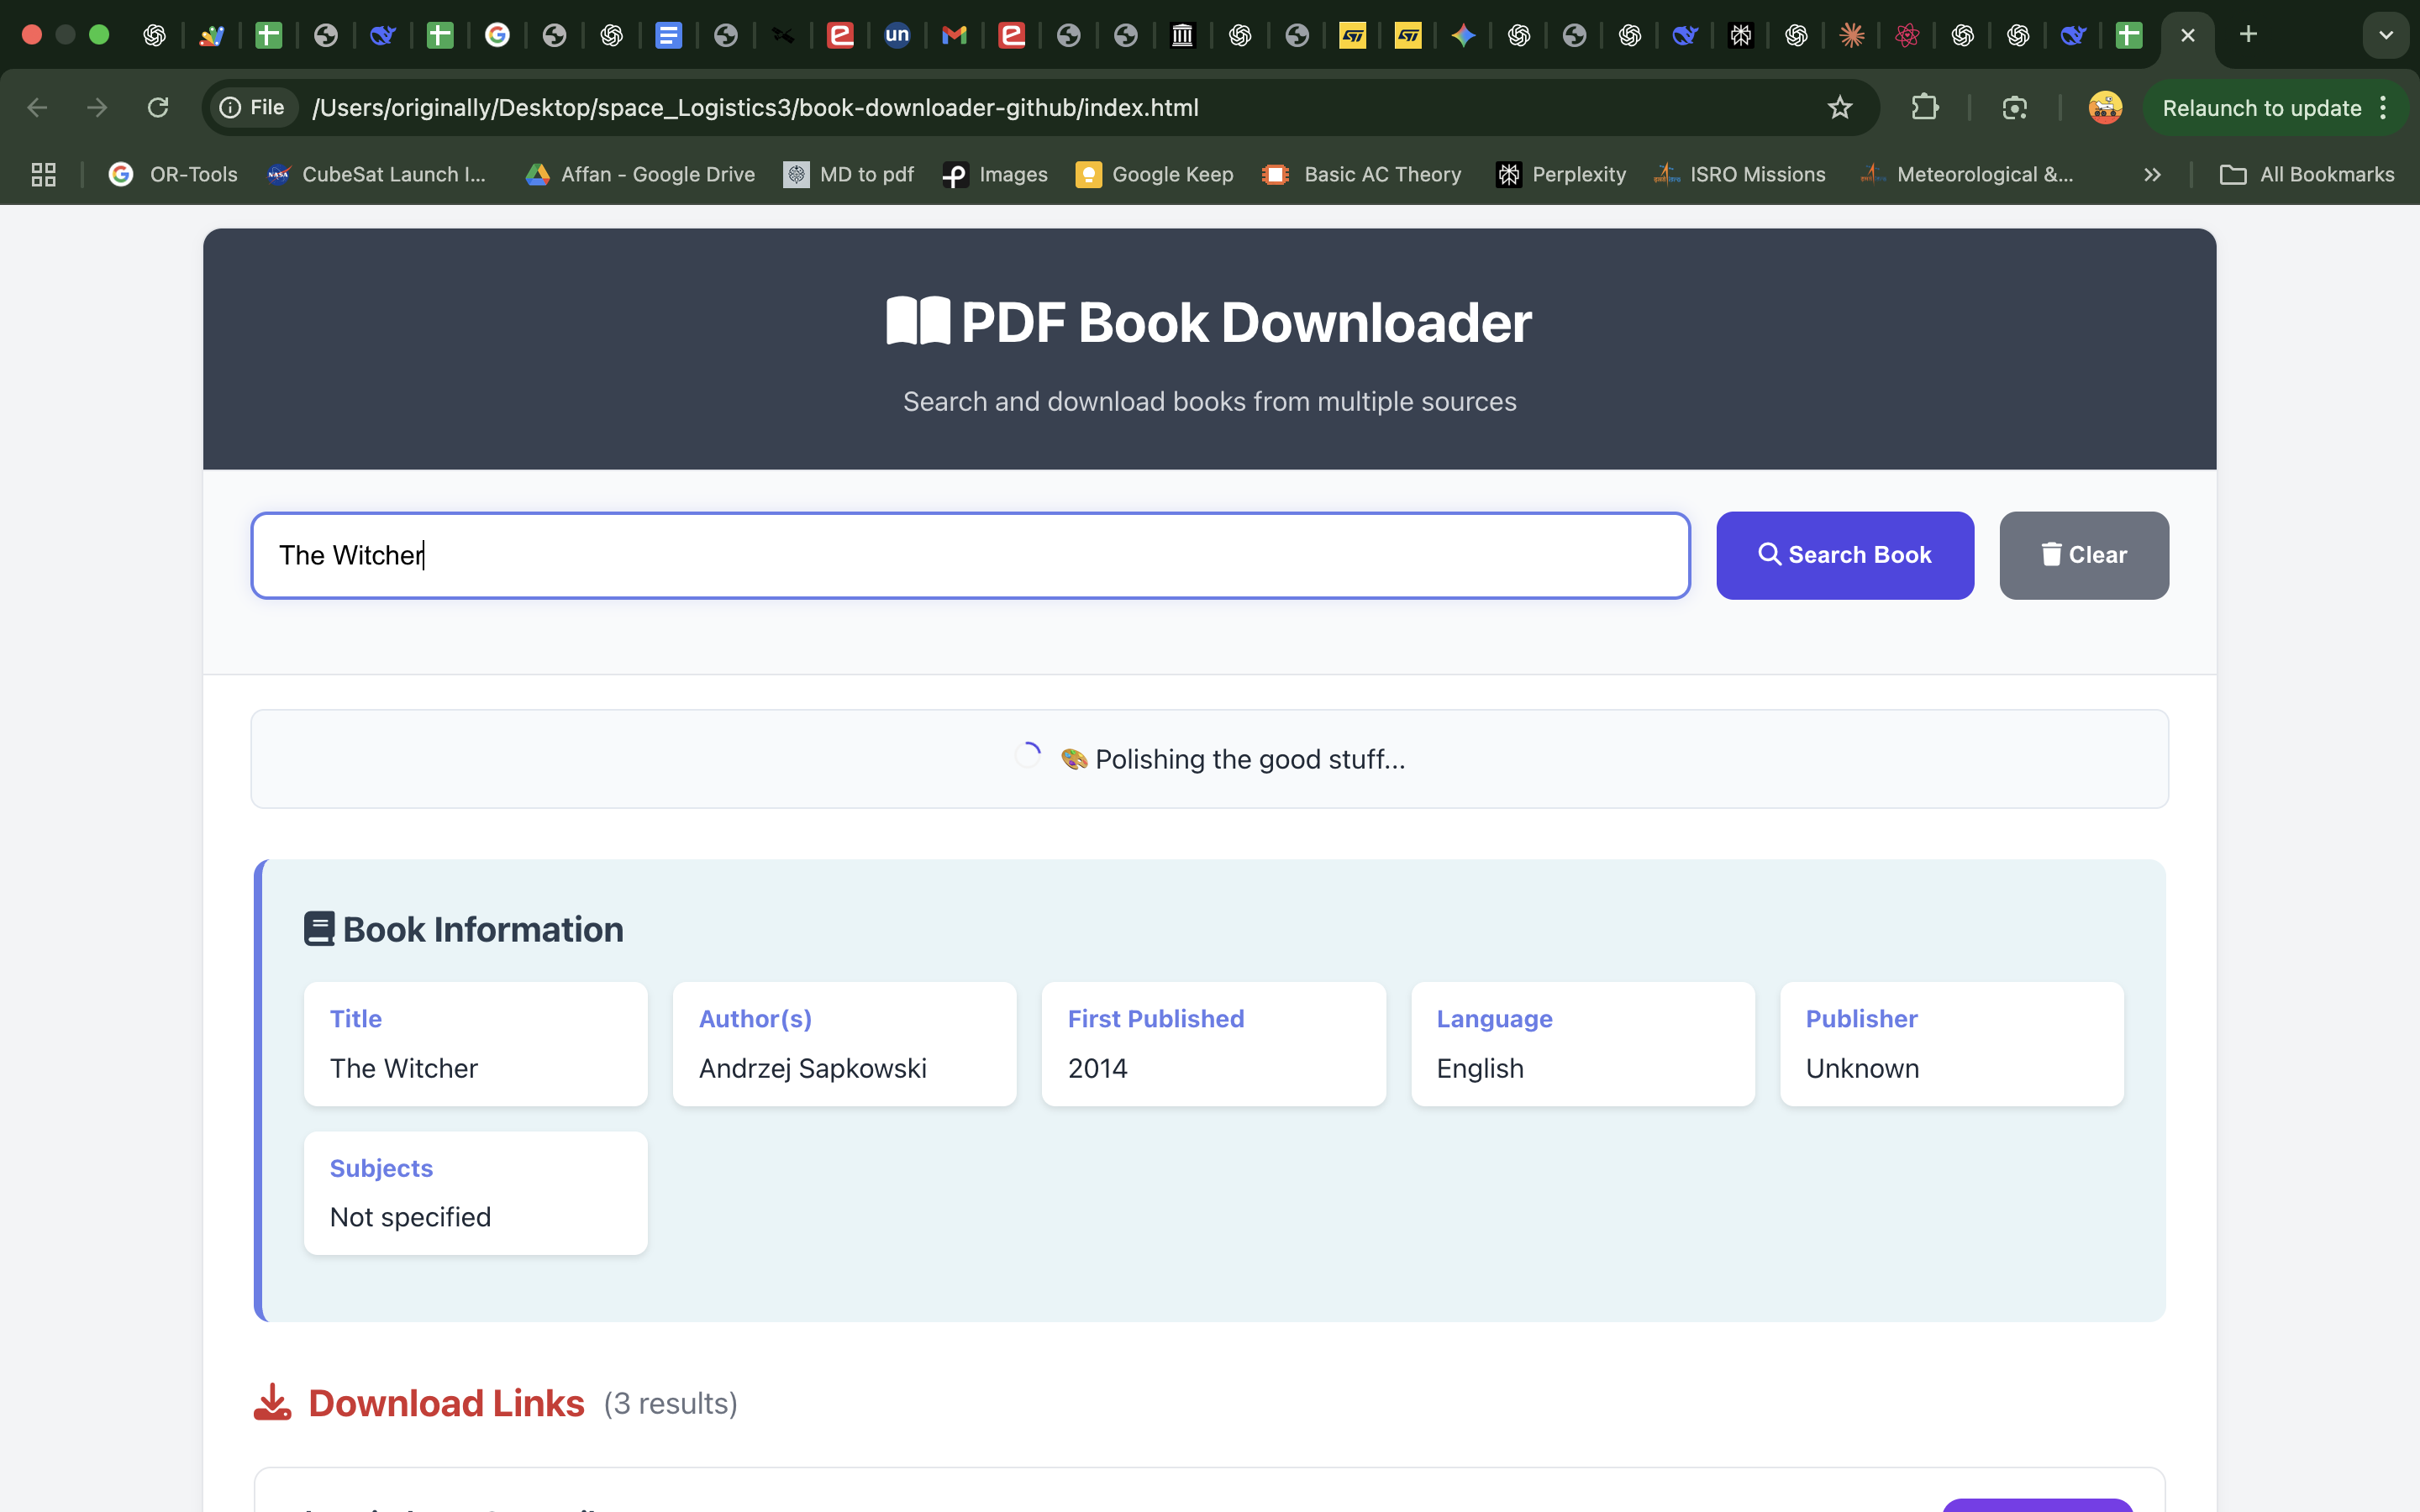 un
File /Users/originally/Desktop/space_Logistics3/book-downloader-github/index.html Relaunch to update
OR-Tools CubeSat Launch I... Affan - Google Drive MD to pdf Images Google Keep Basic AC Theory Perplexity ISRO Missions Meteorological &... All Bookmarks
PDF Book Downloader
Search and download books from multiple sources
The Witcher Search Book Clear
🎨 Polishing the good stuff...
Book Information
Title Author(s) First Published Language Publisher
The Witcher Andrzej Sapkowski 2014 English Unknown
Subjects
Not specified
Download Links (3 results)